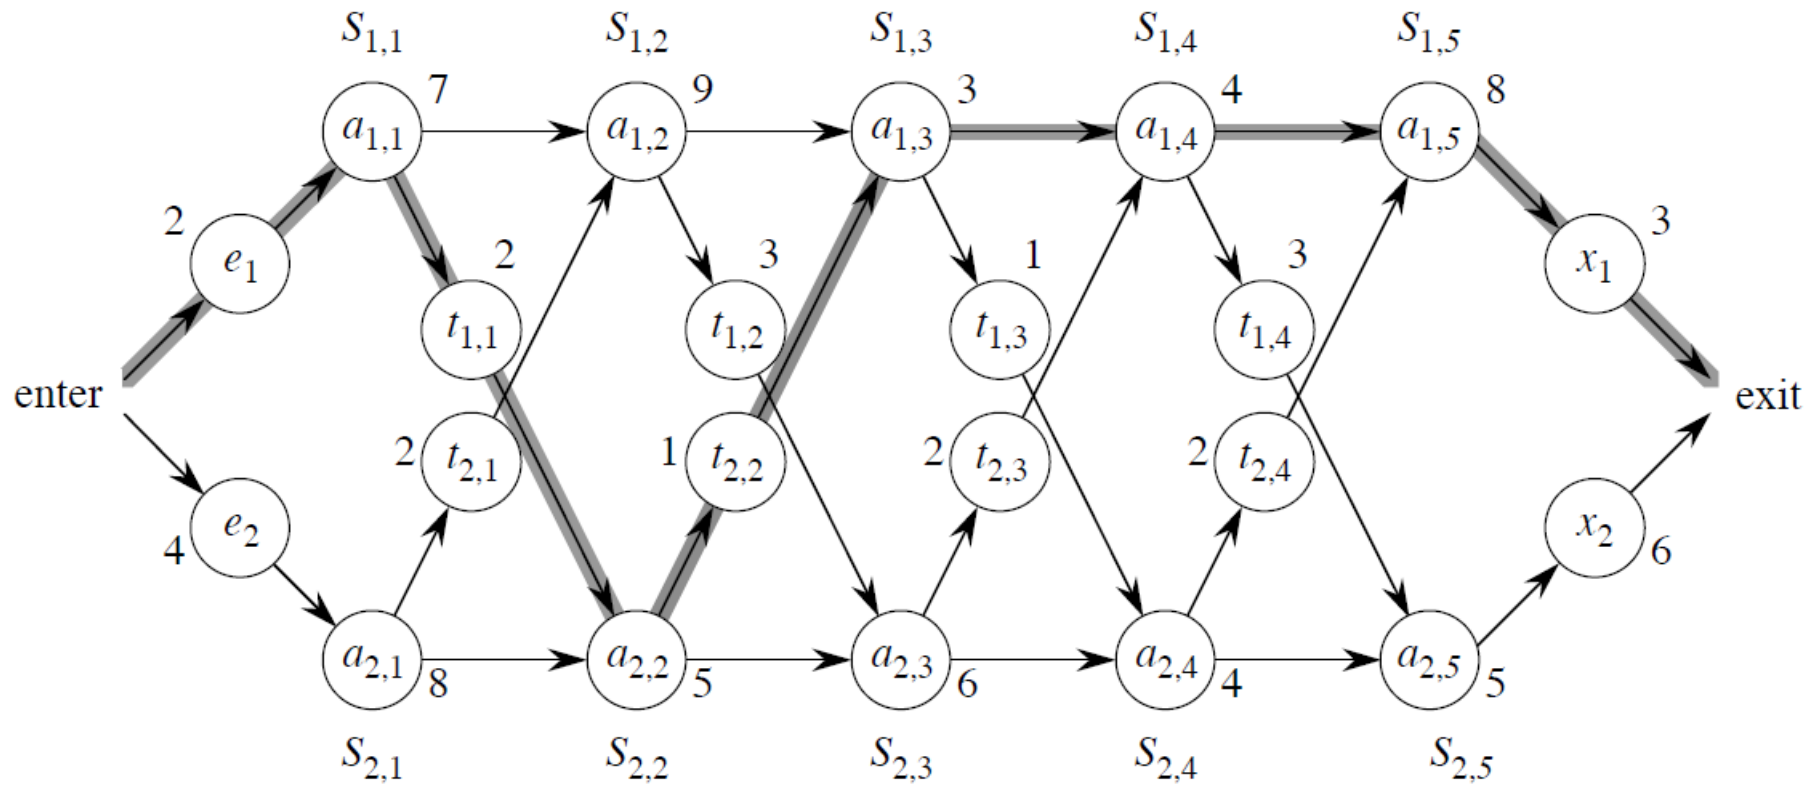 S1,1 S1,2 S1,3 S1,4 S1,5
7 9 3 4 8
a1,1 a1,2 a1,3 a1,4 a1,5
2 3
e1 2 3 1 3 x1
t1,1 t1,2 t1,3 t1,4
enter exit
2 t2,1 1 t2,2 2 t2,3 2 t2,4
e2 x2
4 6
a2,1 a2,2 a2,3 a2,4 a2,5
8 5 6 4 5
S2,1 S2,2 S2,3 S2,4 S2,5